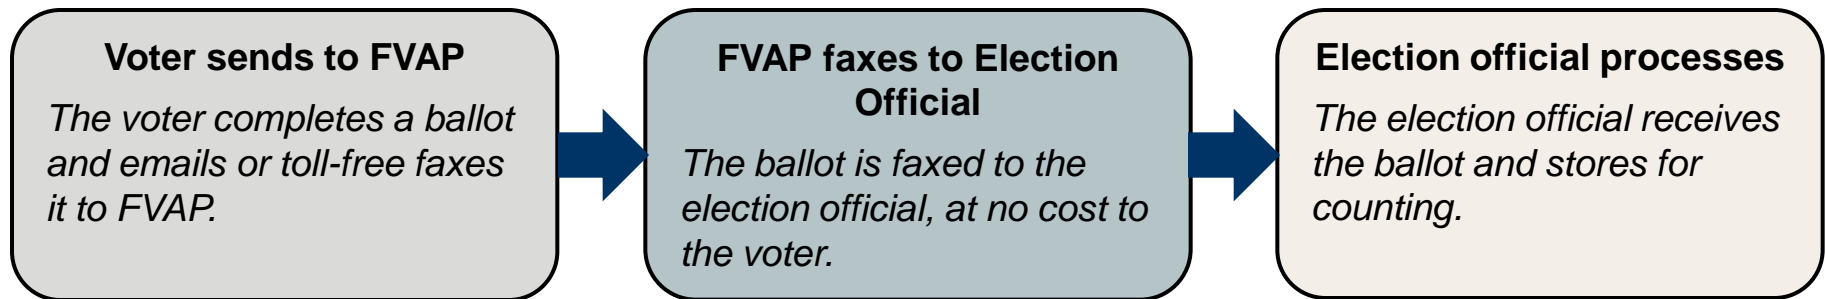 Voter sends to FVAP
The voter completes a ballot
and emails or toll-free faxes
it to FVAP.
FVAP faxes to Election
Official
The ballot is faxed to the
election official, at no cost to
the voter.
Election official processes
The election official receives
the ballot and stores for
counting.